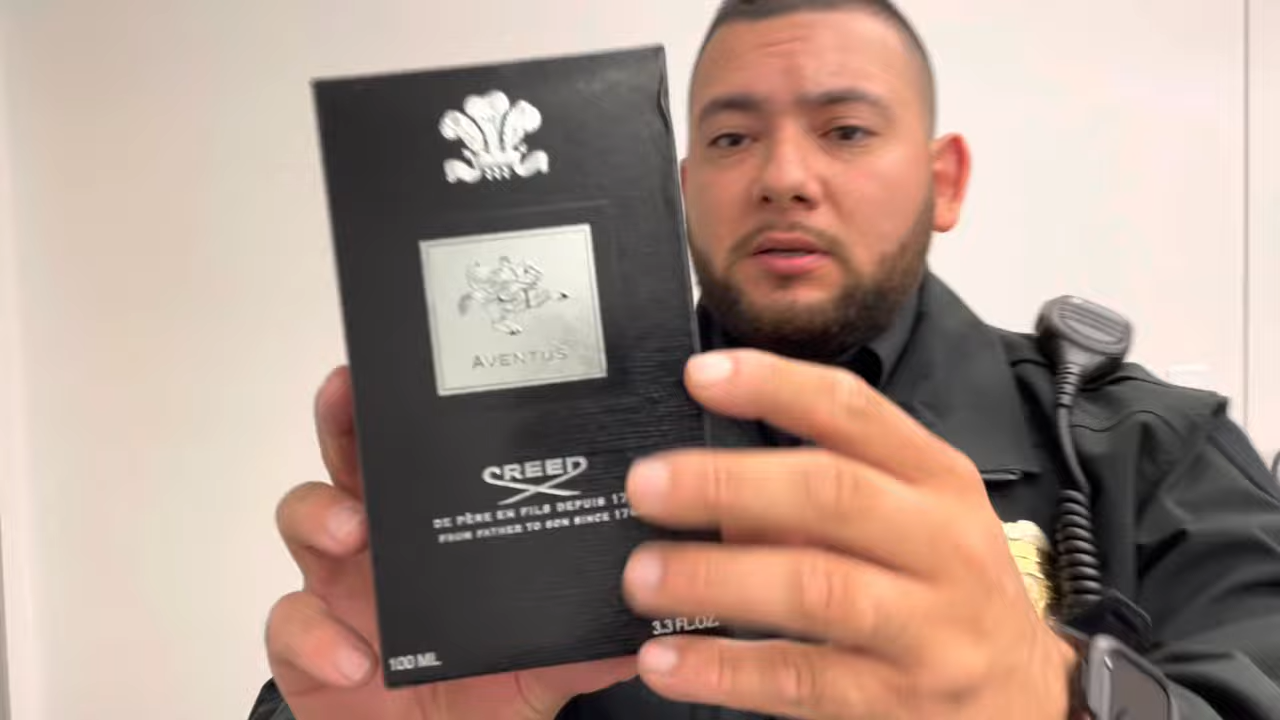 AVENTUS
CREED
DE PÈRE EN FILS DEPUIS 17
FROM FATHER TO SON SINCE 17
3.3 FL.OZ.
100 ML